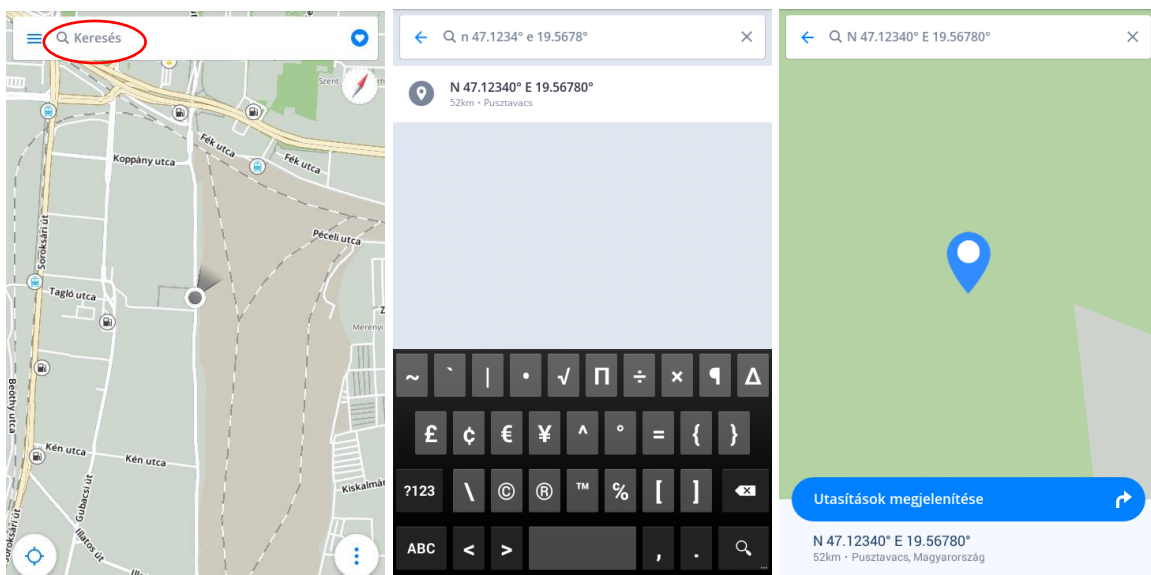 Keresés
Szent
Fék utca
Fék utca
Koppány utca
Péceli utca
Soroksári út
Tagló utca
Merényi
Beöthy utca
Kén utca
Kén utca
Gubacsi út
Kiskalmár
Illatos út
n 47.1234° e 19.5678°
N 47.12340° E 19.56780°
52km • Pusztavacs
~ ` | • √ Π ÷ × ¶ Δ
£ ¢ € ¥ ^ ° = { }
?123 \ © ® ™ ℅ [ ]
ABC < > , . ...
N 47.12340° E 19.56780°
Utasítások megjelenítése
N 47.12340° E 19.56780°
52km • Pusztavacs, Magyarország